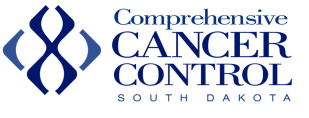 Comprehensive
CANCER
CONTROL
SOUTH DAKOTA